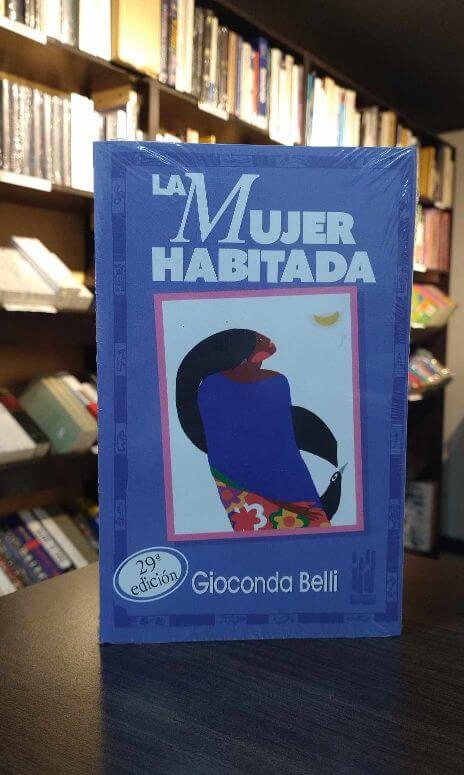 LA MUJER
HABITADA
29ª
edición
Gioconda Belli